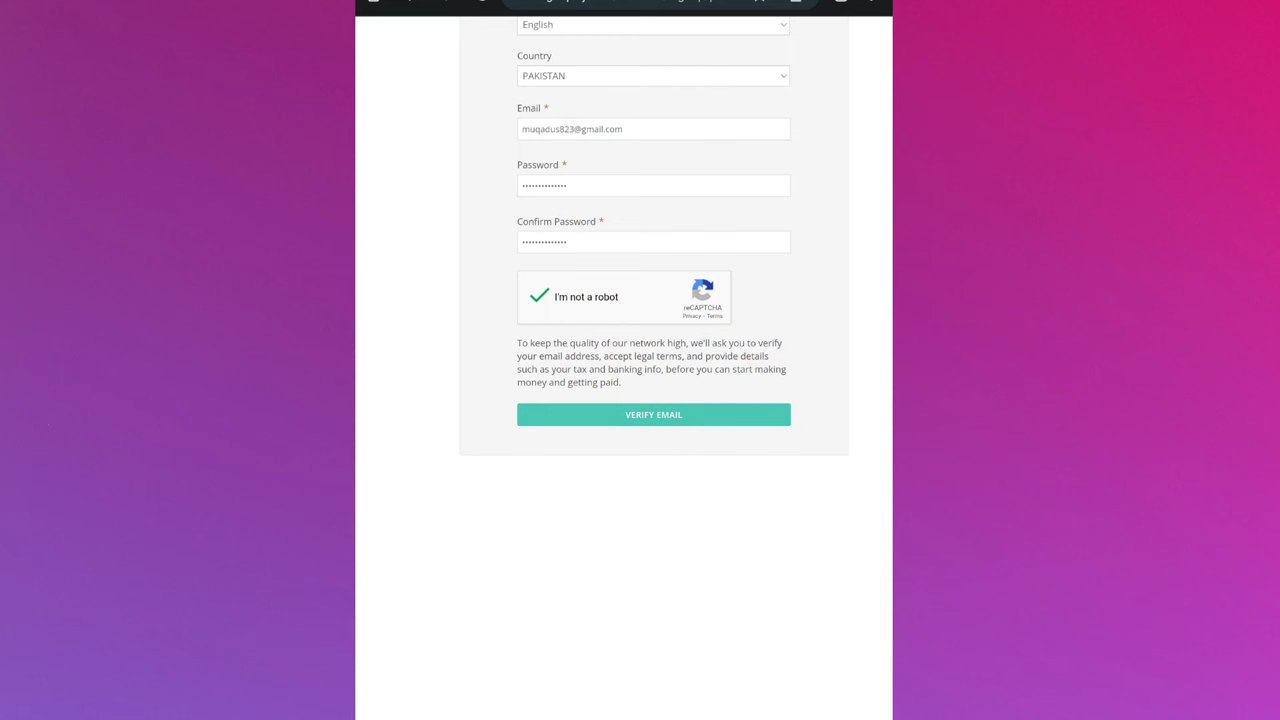 English
Country
PAKISTAN
Email *
muqadus823@gmail.com
Password *
••••••••••••••
Confirm Password *
••••••••••••••
I'm not a robot
reCAPTCHA
Privacy - Terms
To keep the quality of our network high, we'll ask you to verify
your email address, accept legal terms, and provide details
such as your tax and banking info, before you can start making
money and getting paid.
VERIFY EMAIL